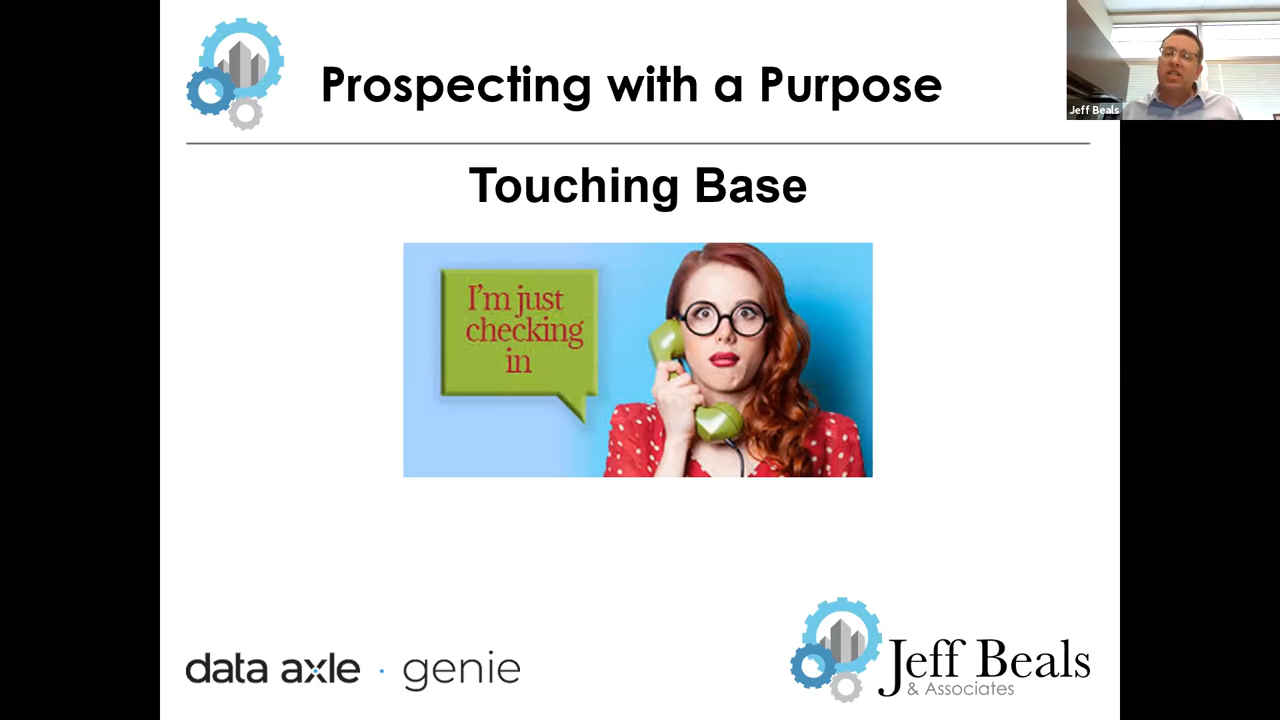 Prospecting with a Purpose
Jeff Beals
Touching Base
I'm just
checking
in
data axle · genie
Jeff Beals
& Associates